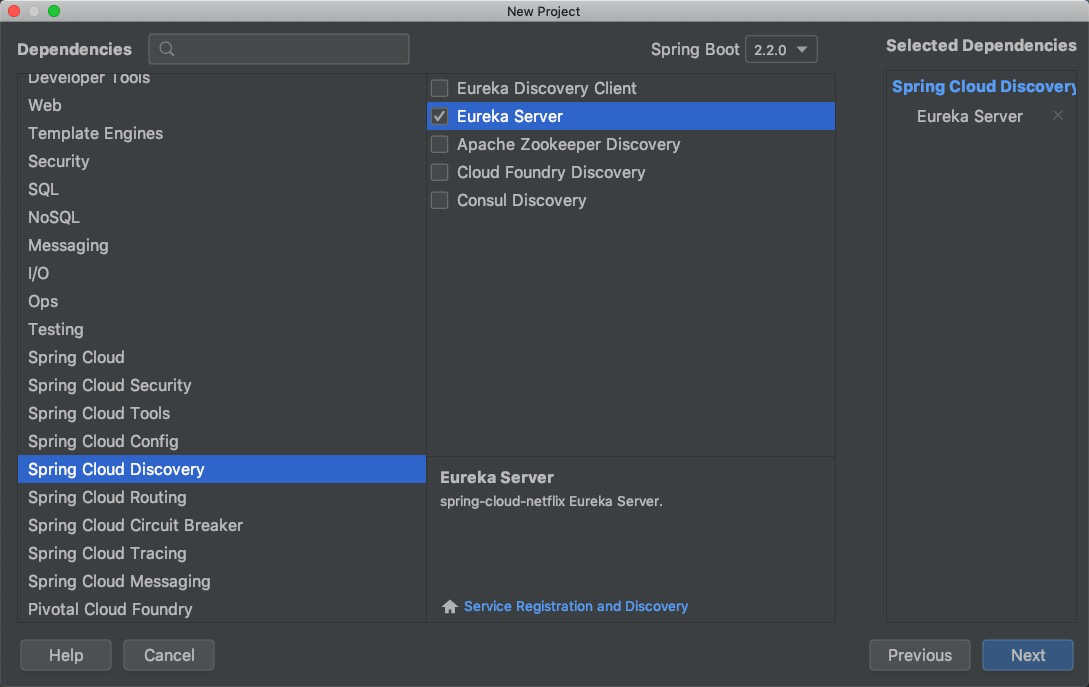 New Project
Dependencies
Spring Boot 2.2.0
Selected Dependencies
Developer Tools
Web
Template Engines
Security
SQL
NoSQL
Messaging
I/O
Ops
Testing
Spring Cloud
Spring Cloud Security
Spring Cloud Tools
Spring Cloud Config
Spring Cloud Discovery
Spring Cloud Routing
Spring Cloud Circuit Breaker
Spring Cloud Tracing
Spring Cloud Messaging
Pivotal Cloud Foundry
Eureka Discovery Client
Eureka Server
Apache Zookeeper Discovery
Cloud Foundry Discovery
Consul Discovery
Eureka Server
spring-cloud-netflix Eureka Server.
Service Registration and Discovery
Spring Cloud Discovery
Eureka Server
Help
Cancel
Previous
Next